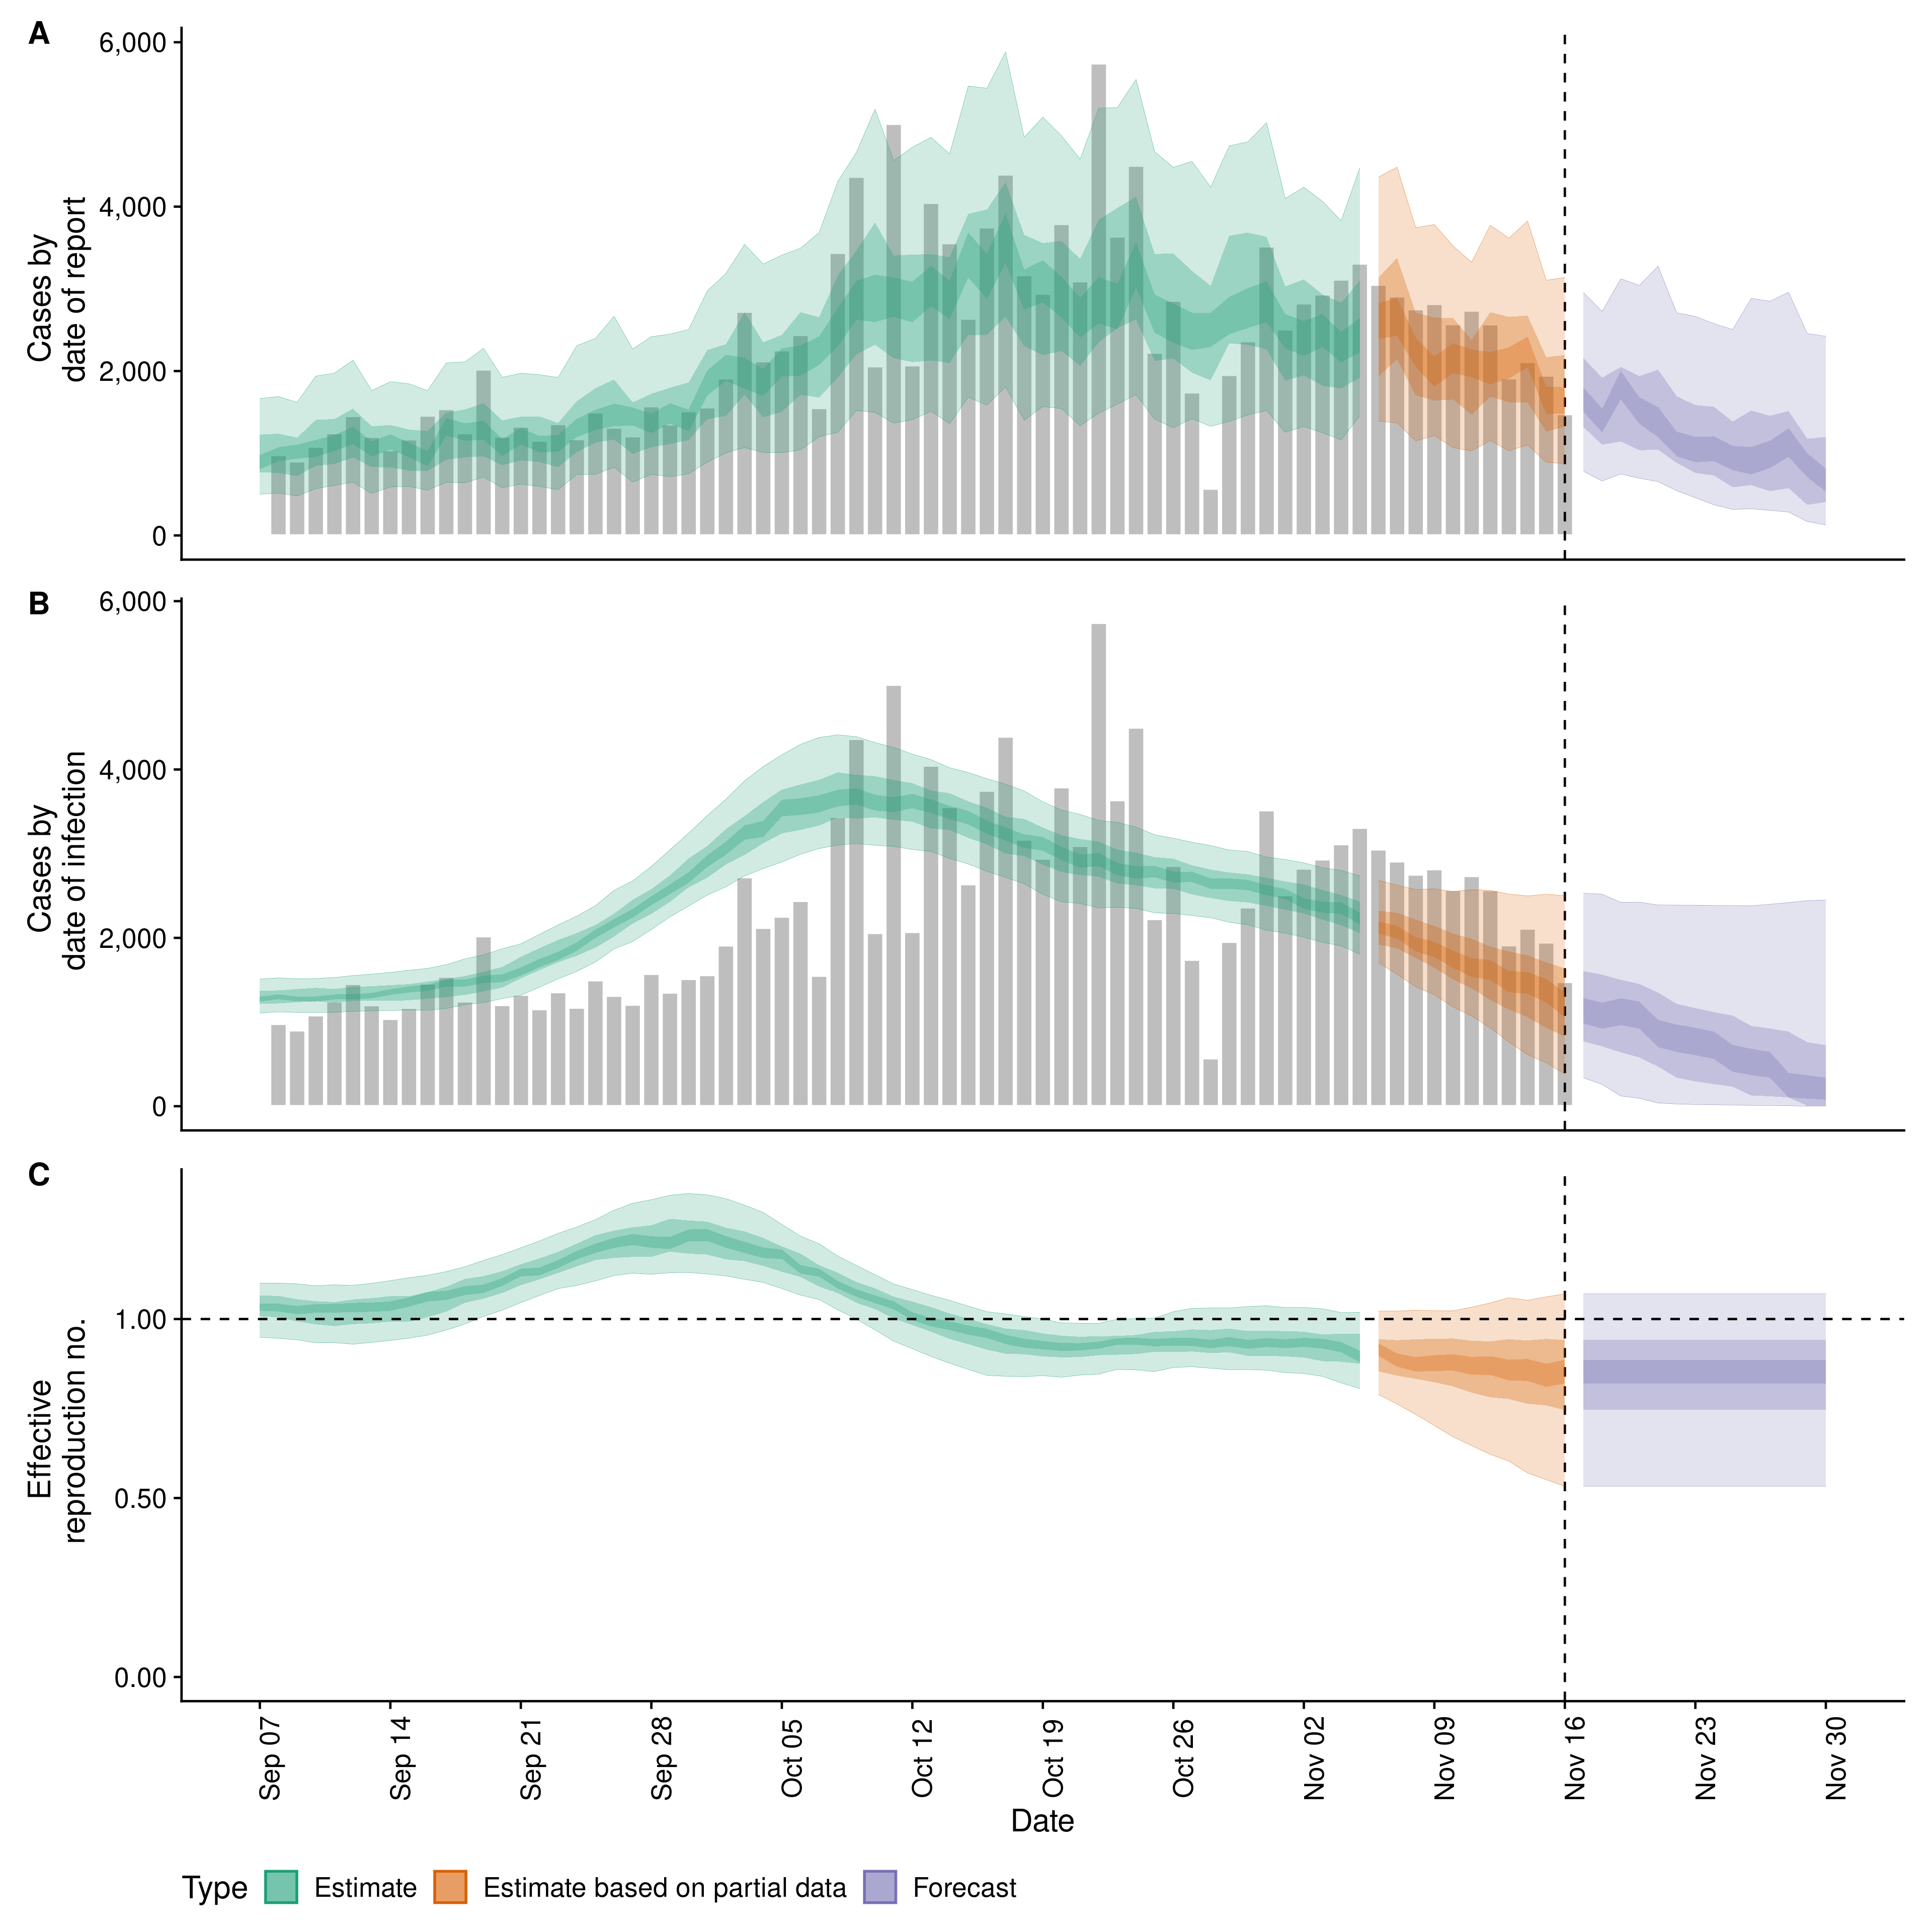 A
6,000
4,000
2,000
0
Cases by
date of report
B
6,000
4,000
2,000
0
Cases by
date of infection
C
1.00
0.50
0.00
Effective
reproduction no.
Sep 07
Sep 14
Sep 21
Sep 28
Oct 05
Oct 12
Oct 19
Oct 26
Nov 02
Nov 09
Nov 16
Nov 23
Nov 30
Date
Type Estimate Estimate based on partial data Forecast